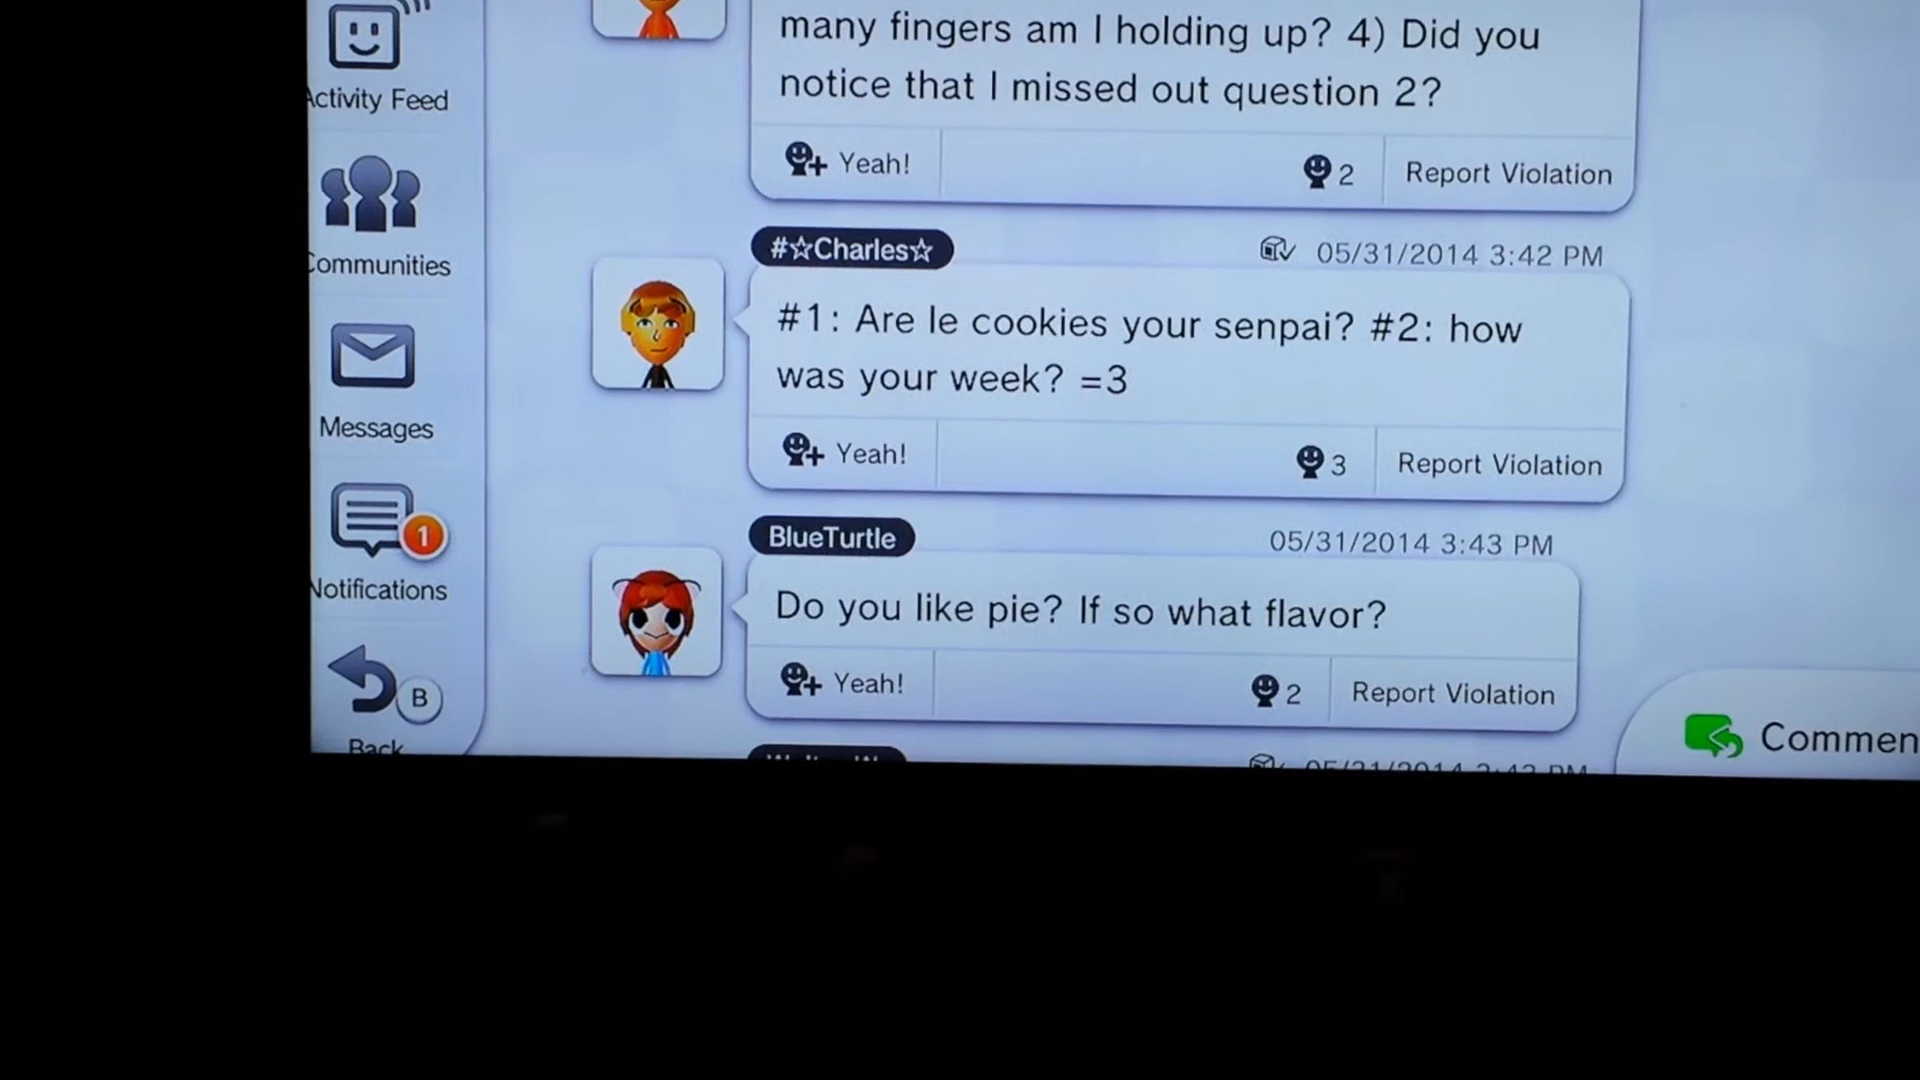 many fingers am I holding up? 4) Did you
notice that I missed out question 2?
Yeah!
2
Report Violation
#☆Charles☆
05/31/2014 3:42 PM
#1: Are le cookies your senpai? #2: how
was your week? =3
Yeah!
3
Report Violation
BlueTurtle
05/31/2014 3:43 PM
Do you like pie? If so what flavor?
Yeah!
2
Report Violation
Activity Feed
Communities
Messages
1
Notifications
B
Back
Commen